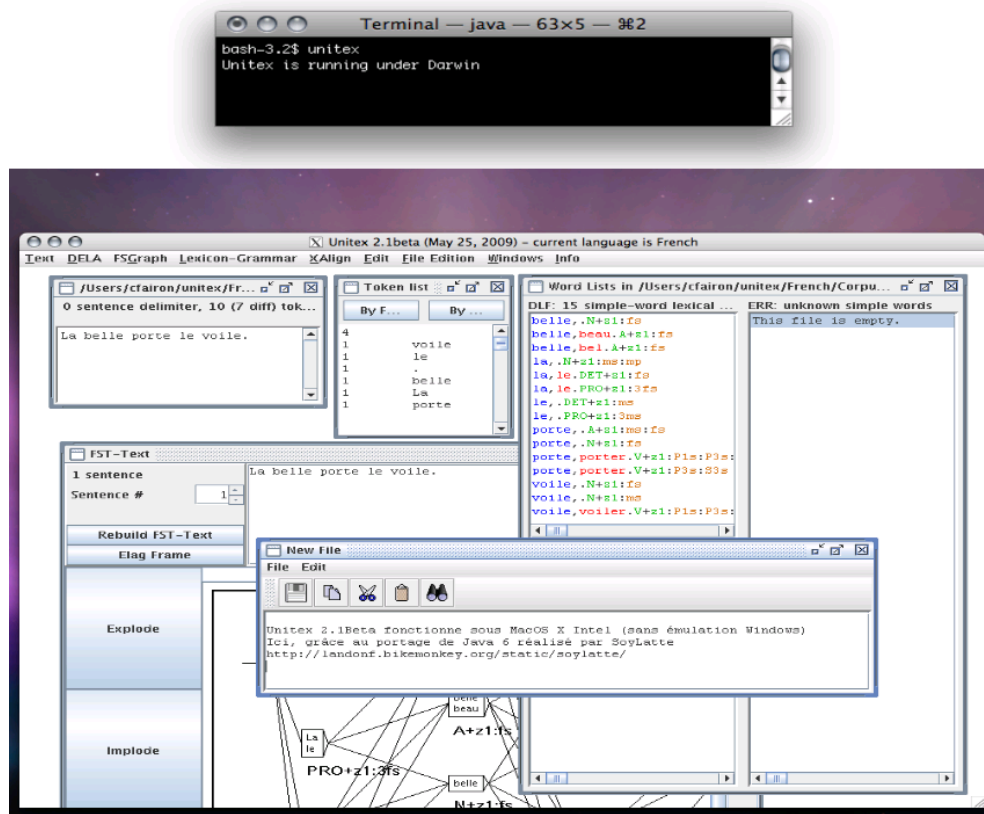 Terminal — java — 63×5 — ⌘2
bash-3.2$ unitex
Unitex is running under Darwin
X Unitex 2.1beta (May 25, 2009) – current language is French
Text DELA FSGraph Lexicon-Grammar XAlign Edit File Edition Windows Info
/Users/cfairon/unitex/Fr...
0 sentence delimiter, 10 (7 diff) tok...
La belle porte le voile.
Token list
By F... By ...
4
1 voile
1 le
1 .
1 belle
1 La
1 porte
Word Lists in /Users/cfairon/unitex/French/Corpu...
DLF: 15 simple-word lexical ...
belle,.N+z1:fs
belle,beau.A+z1:fs
belle,bel.A+z1:fs
la,.N+z1:ms:mp
la,le.DET+z1:fs
la,le.PRO+z1:3fs
le,.DET+z1:ms
le,.PRO+z1:3ms
porte,.A+z1:ms:fs
porte,.N+z1:fs
porte,porter.V+z1:P1s:P3s:
porte,porter.V+z1:P3s:S3s
voile,.N+z1:fs
voile,.N+z1:ms
voile,voiler.V+z1:P1s:P3s:
ERR: unknown simple words
This file is empty.
FST-Text
1 sentence
Sentence # 1
La belle porte le voile.
Rebuild FST-Text
Elag Frame
Explode
Implode
New File
File Edit
Unitex 2.1Beta fonctionne sous MacOS X Intel (sans émulation Windows)
Ici, grâce au portage de Java 6 réalisé par SoyLatte
http://landonf.bikemonkey.org/static/soylatte/
belle
beau
A+z1:fs
La
le
PRO+z1:3fs
belle
N+z1:fs